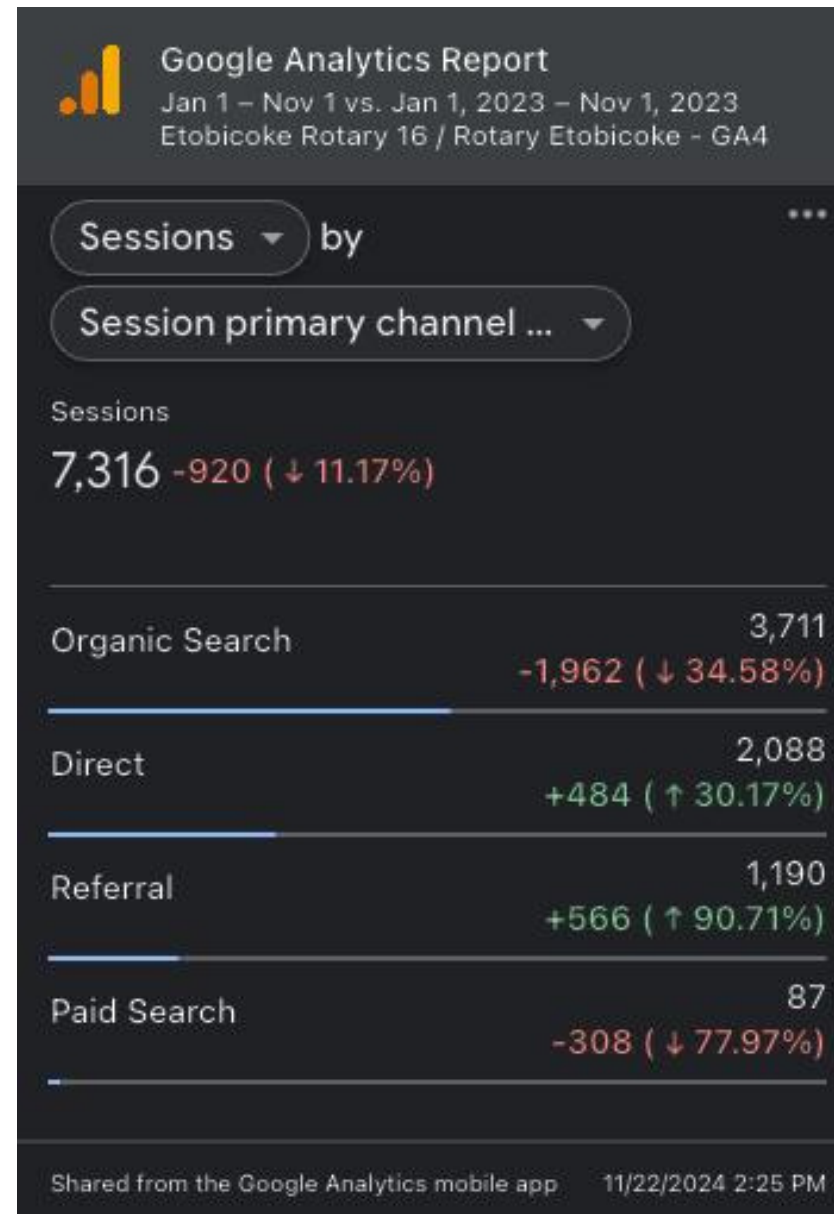 Google Analytics Report
Jan 1 – Nov 1 vs. Jan 1, 2023 – Nov 1, 2023
Etobicoke Rotary 16 / Rotary Etobicoke - GA4
Sessions by
Session primary channel ...
Sessions
7,316 -920 (↓ 11.17%)
Organic Search 3,711
-1,962 (↓ 34.58%)
Direct 2,088
+484 (↑ 30.17%)
Referral 1,190
+566 (↑ 90.71%)
Paid Search 87
-308 (↓ 77.97%)
Shared from the Google Analytics mobile app 11/22/2024 2:25 PM